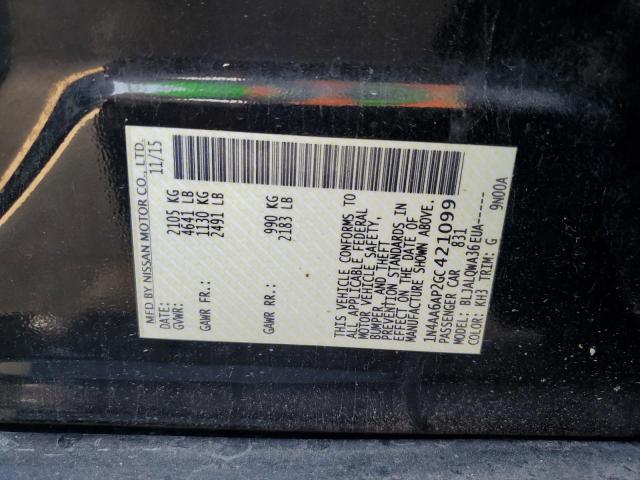 MFD BY NISSAN MOTOR CO., LTD.
DATE: 11/15
GVWR: 2105 KG
4641 LB
GAWR FR.: 1130 KG
2491 LB
GAWR RR.: 990 KG
2183 LB
THIS VEHICLE CONFORMS TO
ALL APPLICABLE FEDERAL
MOTOR VEHICLE SAFETY,
BUMPER, AND THEFT
PREVENTION STANDARDS IN
EFFECT ON THE DATE OF
MANUFACTURE SHOWN ABOVE.
1N4AA6AP2GC421099
PASSENGER CAR 831
MODEL: BLJALQWA36EUA-----
COLOR: KH3 TRIM: G 9N00A